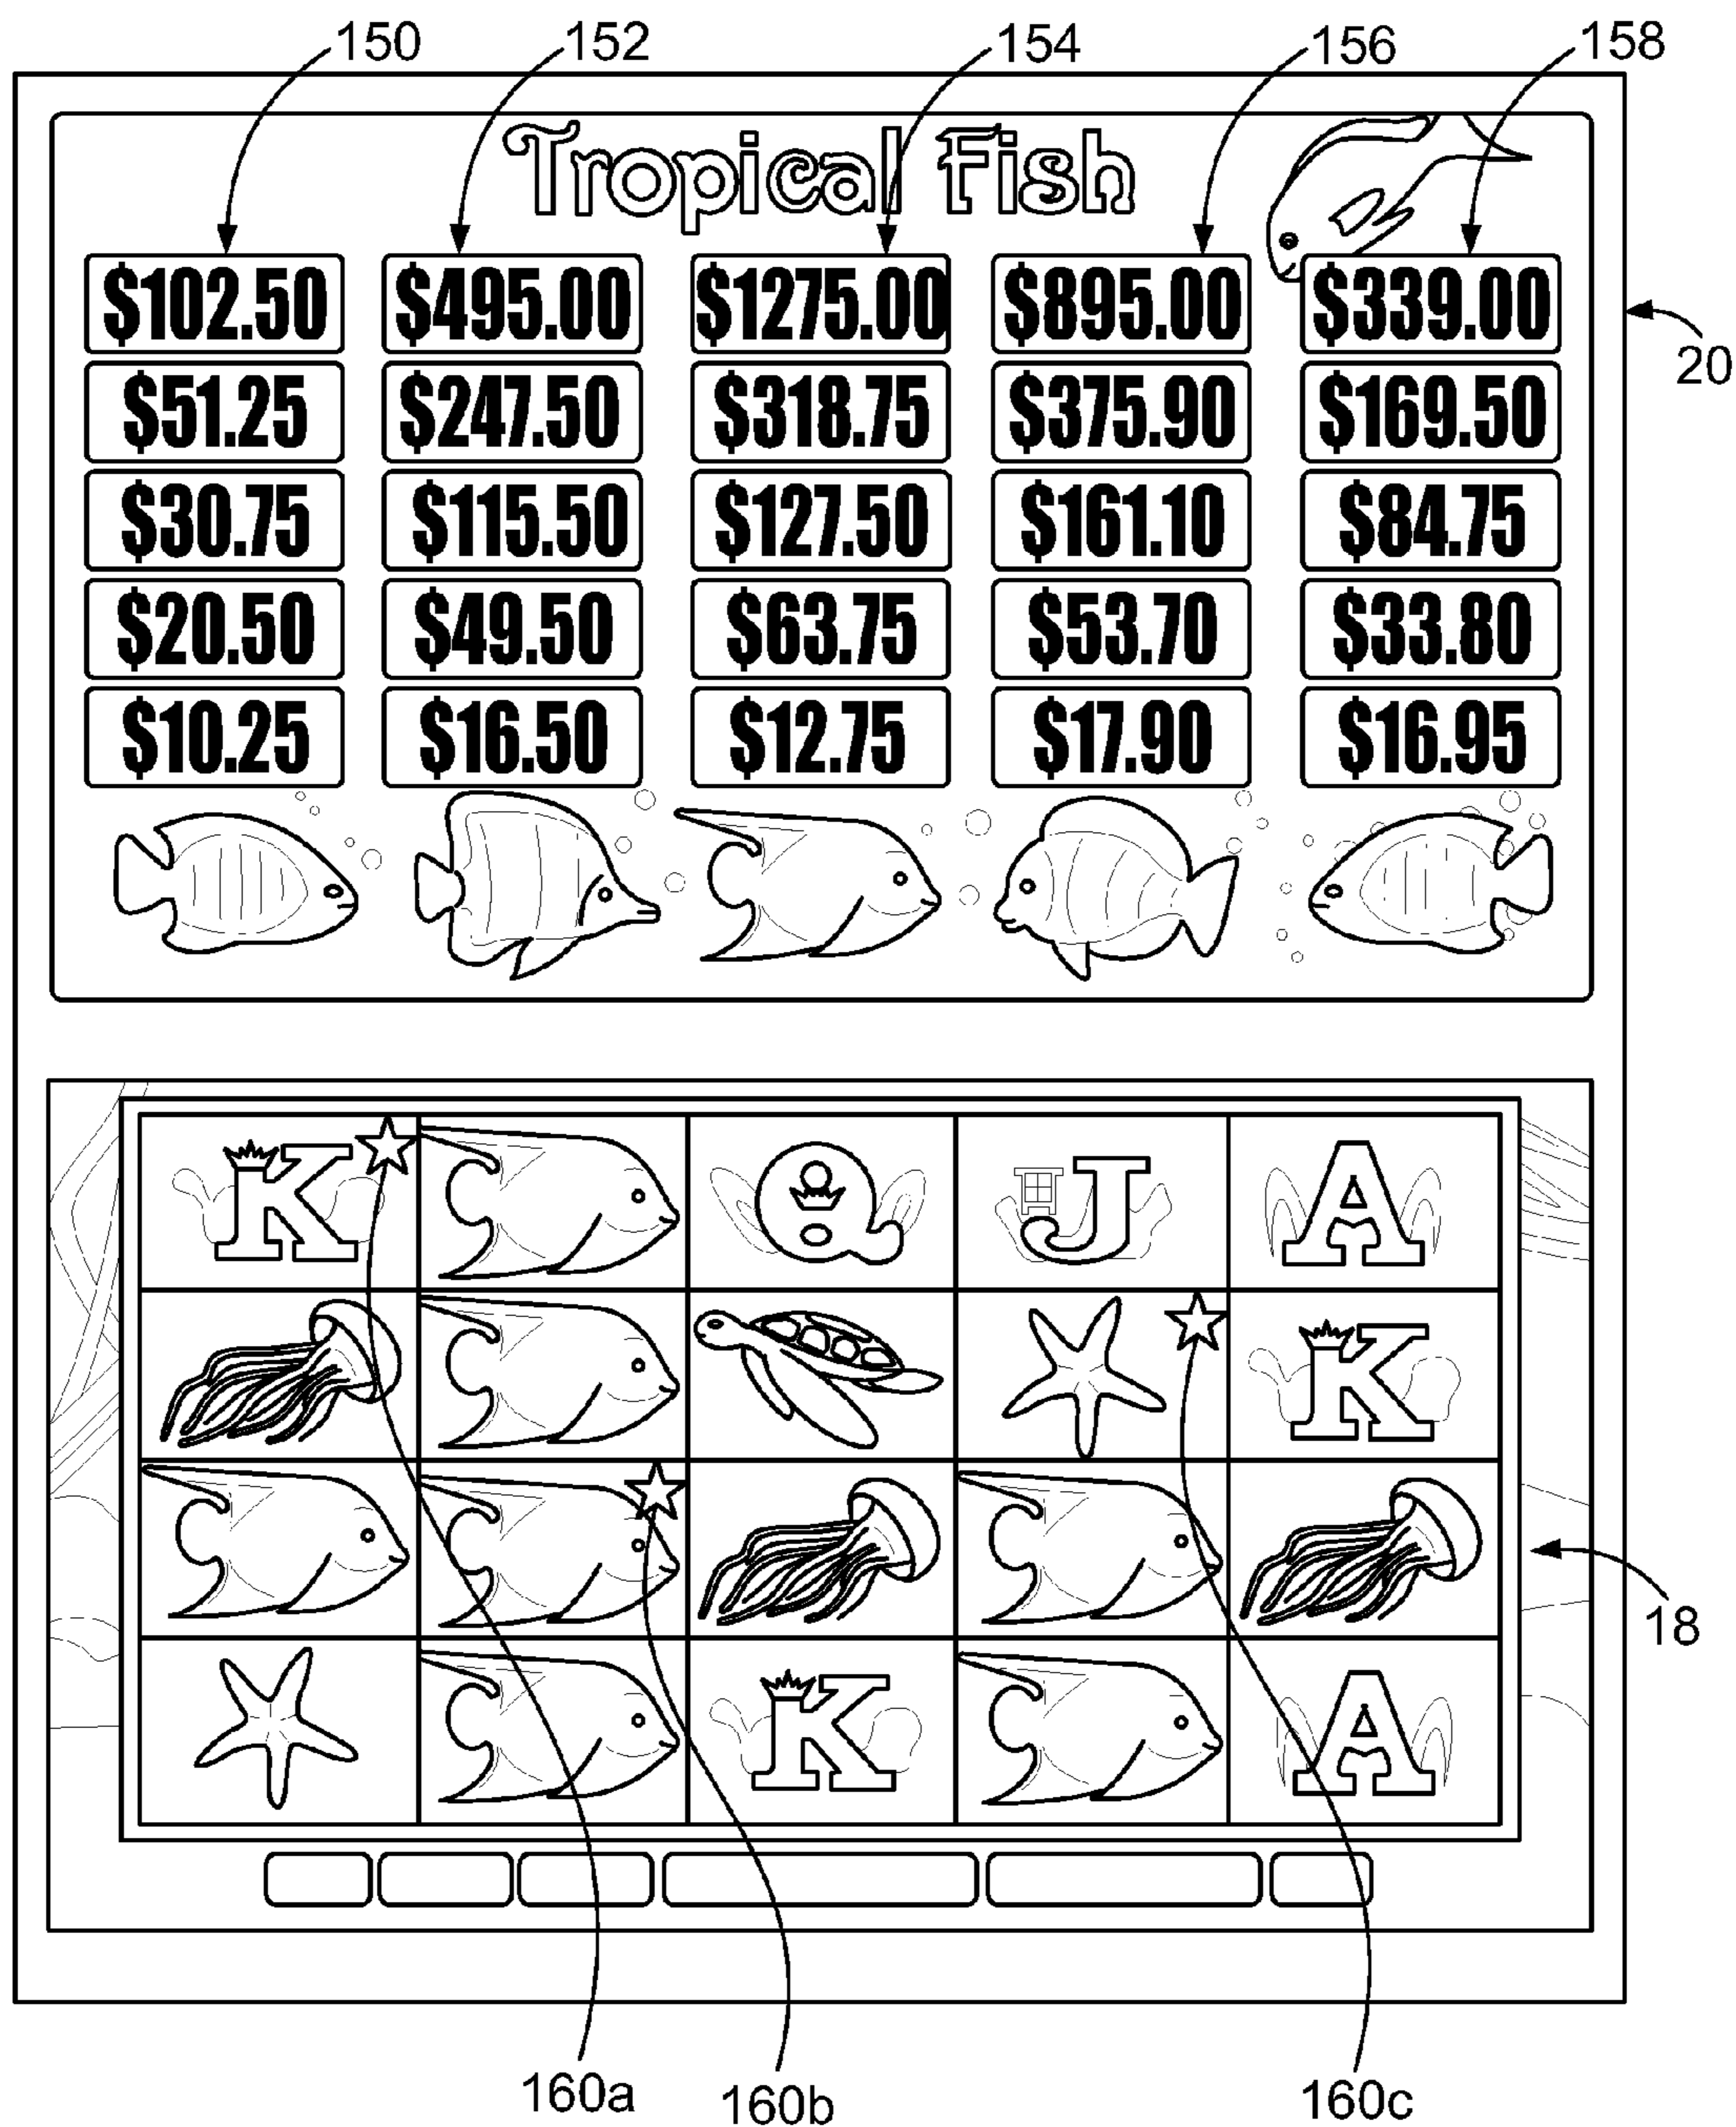 150 152 154 156 158
Tropical Fish
$102.50 $495.00 $1275.00 $895.00 $339.00
20
$51.25 $247.50 $318.75 $375.90 $169.50
$30.75 $115.50 $127.50 $161.10 $84.75
$20.50 $49.50 $63.75 $53.70 $33.80
$10.25 $16.50 $12.75 $17.90 $16.95
K Q J A
K
18
K A
160a 160b 160c